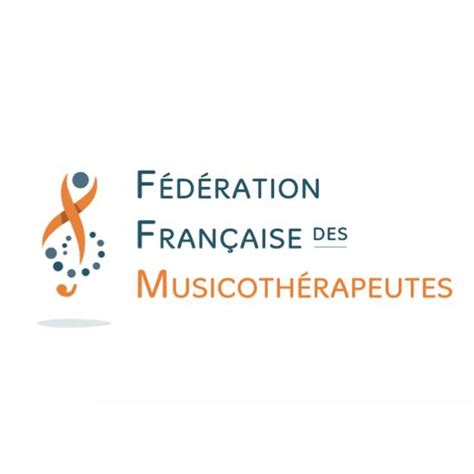 Fédération
Française des
Musicothérapeutes